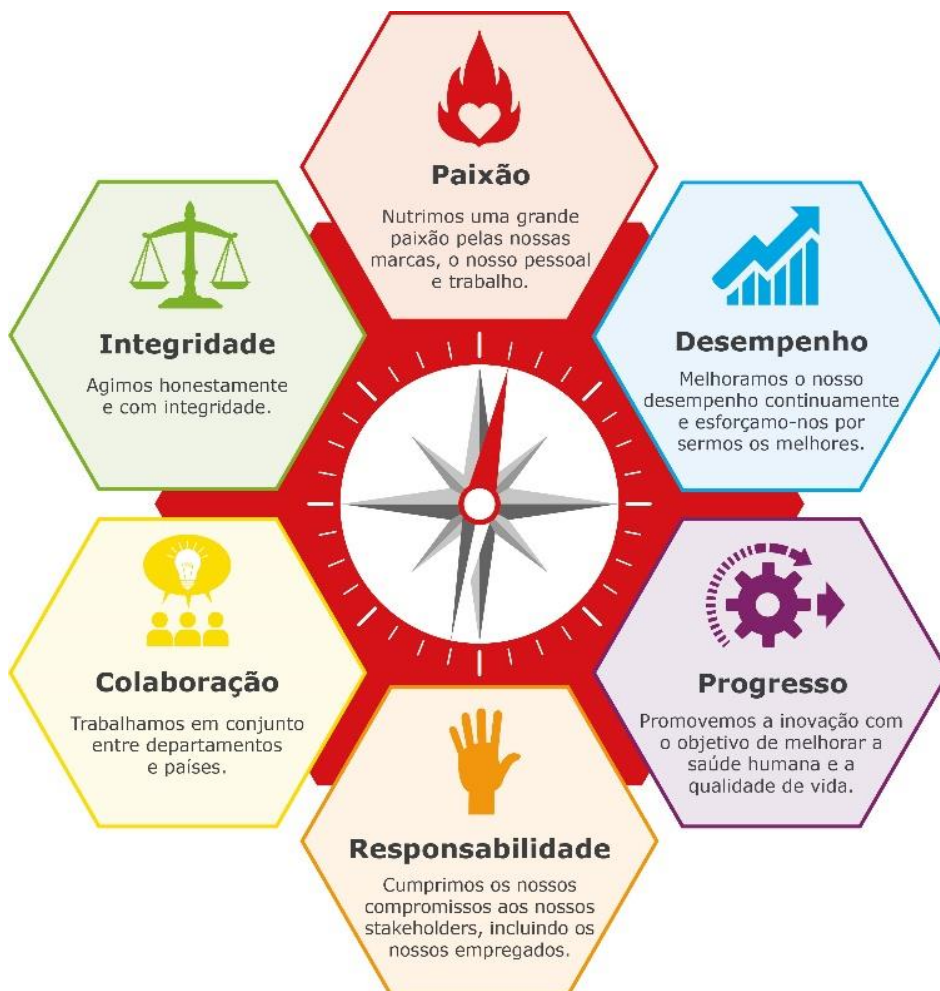 Paixão
Nutrimos uma grande
paixão pelas nossas
marcas, o nosso pessoal
e trabalho.
Integridade
Agimos honestamente
e com integridade.
Desempenho
Melhoramos o nosso
desempenho continuamente
e esforçamo-nos por
sermos os melhores.
Colaboração
Trabalhamos em conjunto
entre departamentos
e países.
Progresso
Promovemos a inovação com
o objetivo de melhorar a
saúde humana e a
qualidade de vida.
Responsabilidade
Cumprimos os nossos
compromissos aos nossos
stakeholders, incluindo os
nossos empregados.